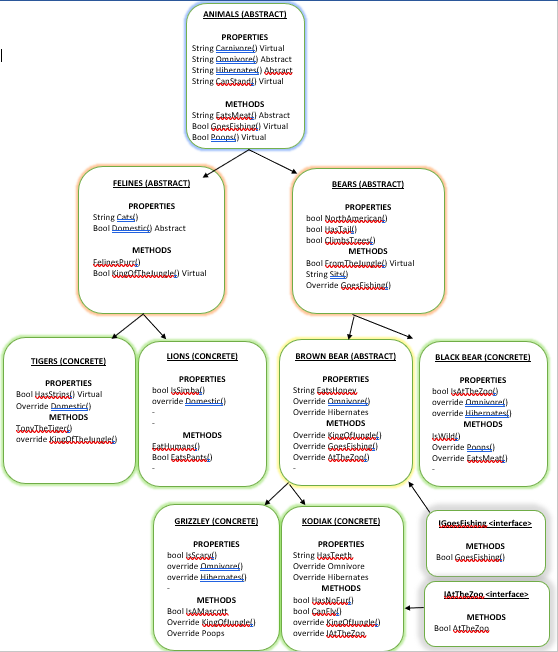 ANIMALS (ABSTRACT)
PROPERTIES
String Carnivore() Virtual
String Omnivore() Abstract
String Hibernates() Absract
String CanStand() Virtual
METHODS
String EatsMeat() Abstract
Bool GoesFishing() Virtual
Bool Poops() Virtual
FELINES (ABSTRACT)
PROPERTIES
String Cats()
Bool Domestic() Abstract
METHODS
FelinesPurr()
Bool KingOfTheJungle() Virtual
BEARS (ABSTRACT)
PROPERTIES
bool NorthAmerican()
bool HasTail()
bool ClimbsTrees()
METHODS
Bool FromTheJungle() Virtual
String Sits()
Override GoesFishing()
TIGERS (CONCRETE)
PROPERTIES
Bool HasStrips() Virtual
Override Domestic()
METHODS
TonyTheTiger()
override KingOfTheJungle()
LIONS (CONCRETE)
PROPERTIES
bool IsSimba()
override Domestic()
-
-
METHODS
EatHumans()
Bool EatsPants()
-
BROWN BEAR (ABSTRACT)
PROPERTIES
String EatsHoney
Override Omnivore()
Override Hibernates
METHODS
Override KingOfJungle()
Override GoesFishing()
Override AtTheZoo()
-
BLACK BEAR (CONCRETE)
PROPERTIES
bool IsAtTheZoo()
override Omnivore()
override Hibernates()
METHODS
IsWild()
Override Poops()
Override EatsMeat()
-
GRIZZLEY (CONCRETE)
PROPERTIES
bool IsScary()
override Omnivore()
override Hibernates()
-
METHODS
Bool IsAMascott
Override KingOfJungle()
Override Poops
KODIAK (CONCRETE)
PROPERTIES
String HasTeeth
Override Omnivore
Override Hibernates
METHODS
bool HasNoFur()
bool CanFly()
Override KingOfJungle()
override IAtTheZoo
IGoesFishing <interface>
METHODS
Bool GoesFishing()
IAtTheZoo <interface>
METHODS
Bool AtTheZoo